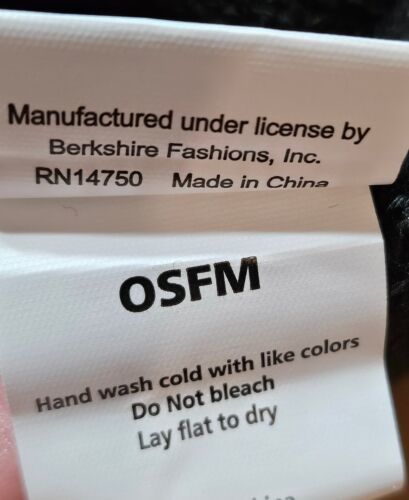 Manufactured under license by
Berkshire Fashions, Inc.
RN14750 Made in China
OSFM
Hand wash cold with like colors
Do Not bleach
Lay flat to dry